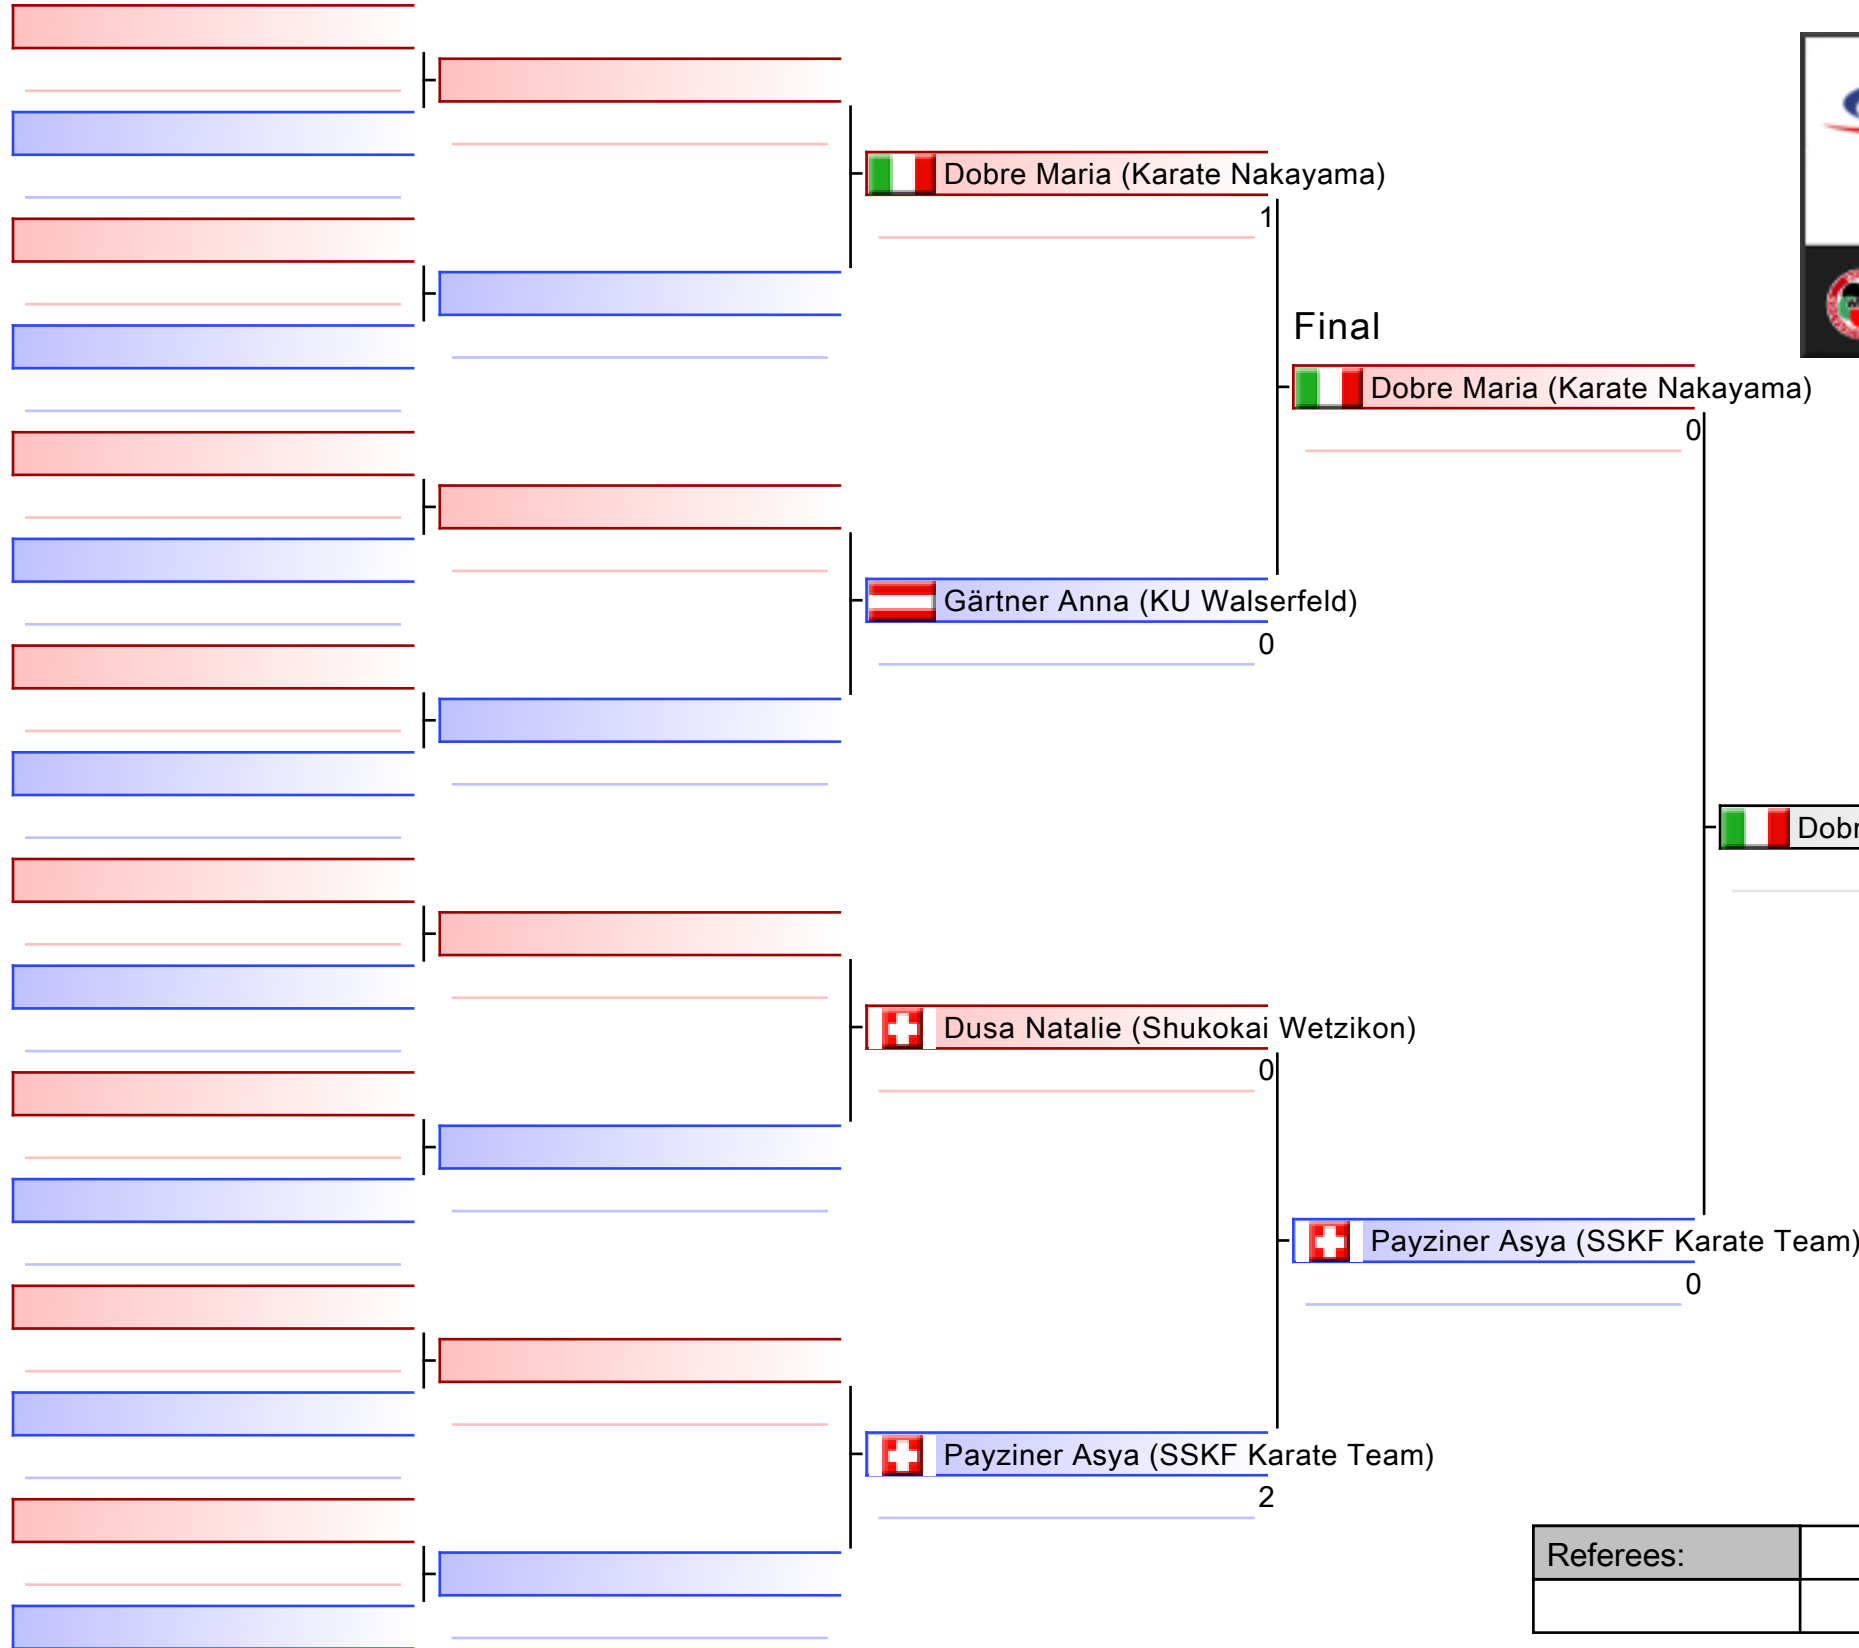 Dobre Maria (Karate Nakayama)
1
Final
Dobre Maria (Karate Nakayama)
0
Gärtner Anna (KU Walserfeld)
0
Dobr
Dusa Natalie (Shukokai Wetzikon)
0
Payziner Asya (SSKF Karate Team)
0
Payziner Asya (SSKF Karate Team)
2
Referees: